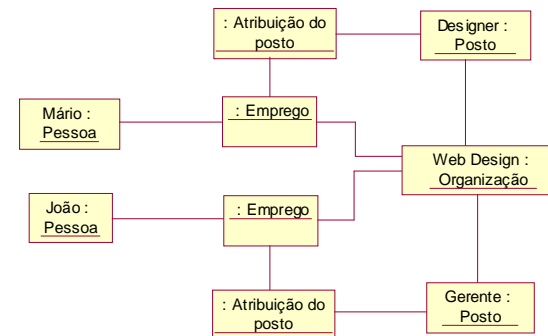 : Atribuição do
posto
Designer :
Posto
Mário :
Pessoa
: Emprego
Web Design :
Organização
João :
Pessoa
: Emprego
: Atribuição do
posto
Gerente :
Posto